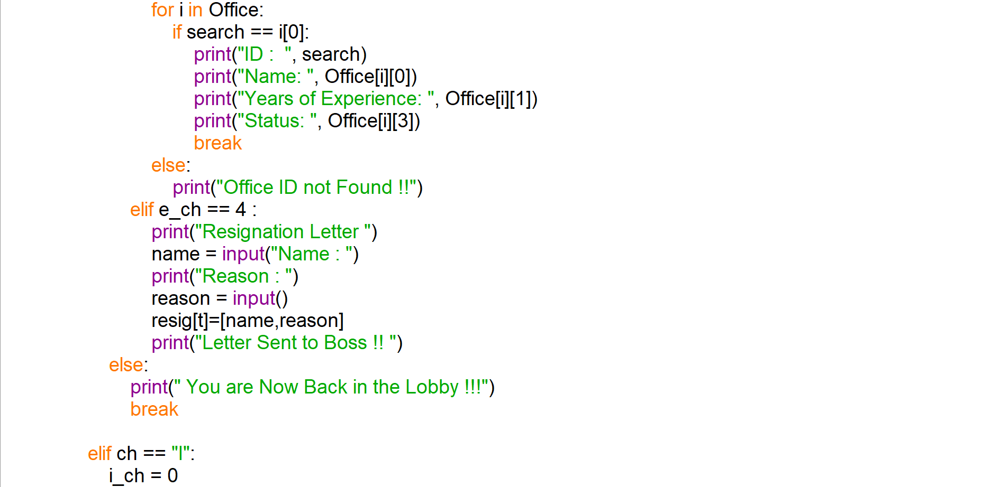 for i in Office:
if search == i[0]:
print("ID :  ", search)
print("Name: ", Office[i][0])
print("Years of Experience: ", Office[i][1])
print("Status: ", Office[i][3])
break
else:
print("Office ID not Found !!")
elif e_ch == 4 :
print("Resignation Letter ")
name = input("Name : ")
print("Reason : ")
reason = input()
resig[t]=[name,reason]
print("Letter Sent to Boss !! ")
else:
print(" You are Now Back in the Lobby !!!")
break
elif ch == "I":
i_ch = 0